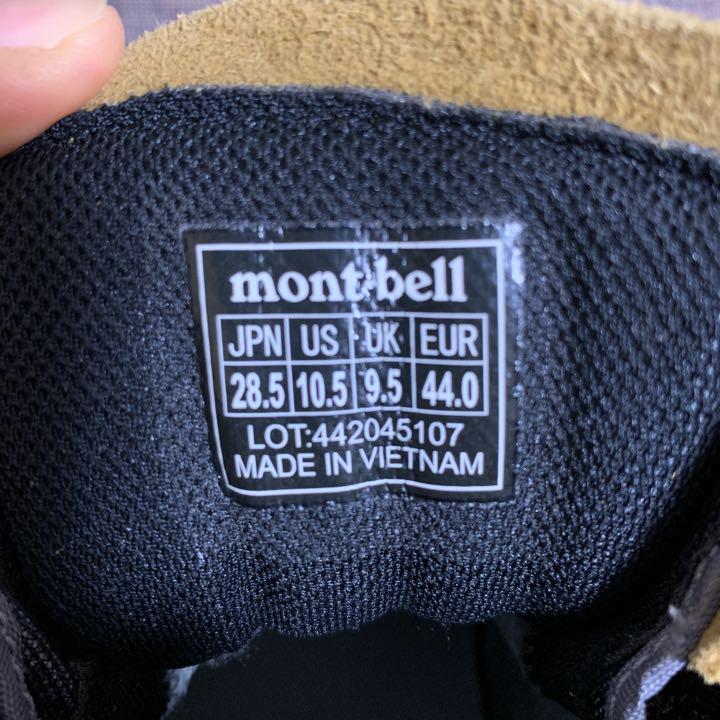 mont-bell
JPN US UK EUR
28.5 10.5 9.5 44.0
LOT:442045107
MADE IN VIETNAM